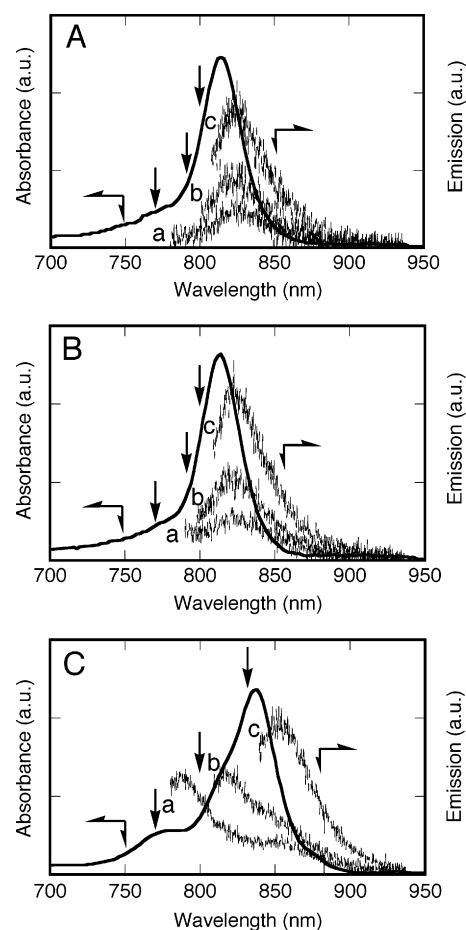 A
Absorbance (a.u.)
Emission (a.u.)
c
b
a
700 750 800 850 900 950
Wavelength (nm)
B
Absorbance (a.u.)
Emission (a.u.)
c
b
a
700 750 800 850 900 950
Wavelength (nm)
C
Absorbance (a.u.)
Emission (a.u.)
c
b
a
700 750 800 850 900 950
Wavelength (nm)